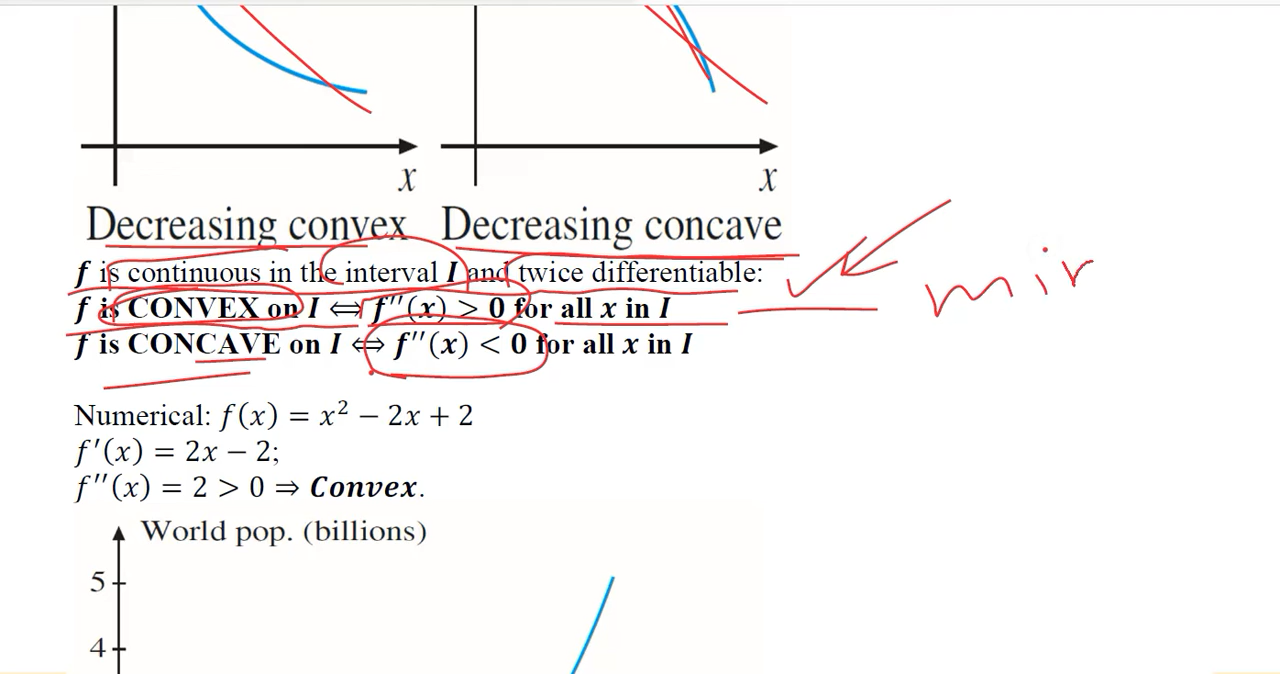 x x
Decreasing convex Decreasing concave
f is continuous in the interval I and twice differentiable:
f is CONVEX on I ⟺ f''(x) > 0 for all x in I
f is CONCAVE on I ⟺ f''(x) < 0 for all x in I
mir
Numerical: f(x) = x² − 2x + 2
f'(x) = 2x − 2;
f''(x) = 2 > 0 ⇒ Convex.
World pop. (billions)
5
4